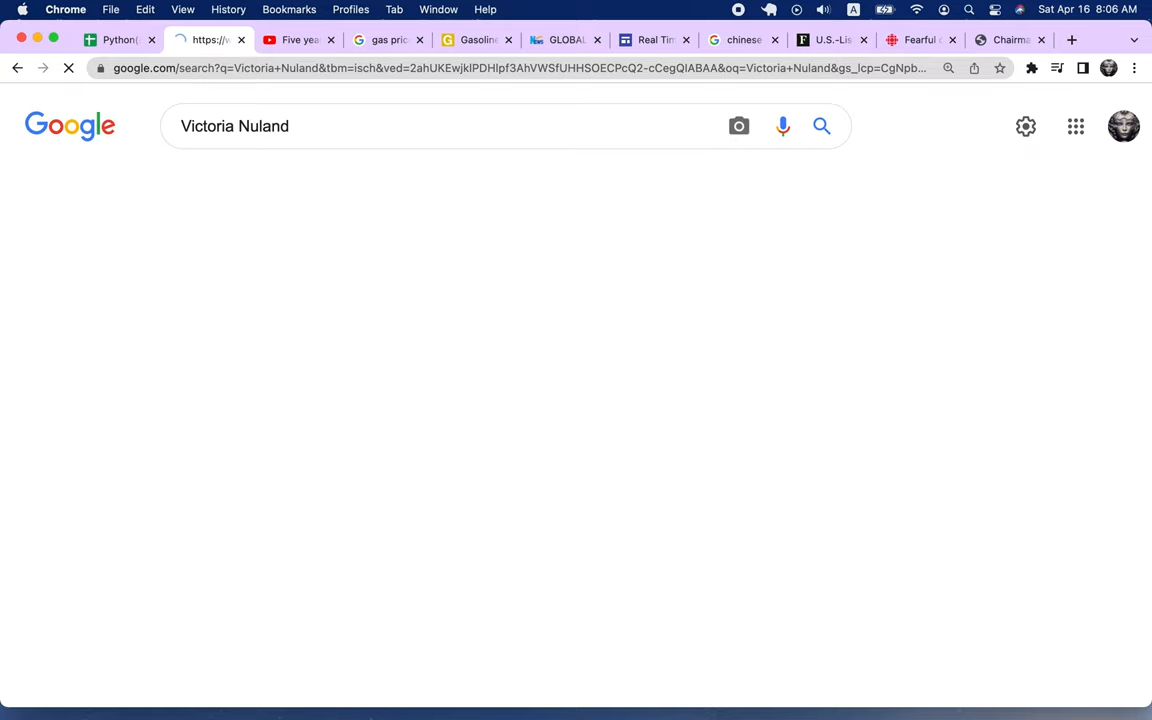 Chrome File Edit View History Bookmarks Profiles Tab Window Help A Sat Apr 16 8:06 AM
Python( https://w Five yea gas pric Gasoline GLOBAL Real Tim chinese U.S.-Lis Fearful c Chairma
google.com/search?q=Victoria+Nuland&tbm=isch&ved=2ahUKEwjklPDHlpf3AhVWSfUHHSOECPcQ2-cCegQIABAA&oq=Victoria+Nuland&gs_lcp=CgNpb...
Google Victoria Nuland